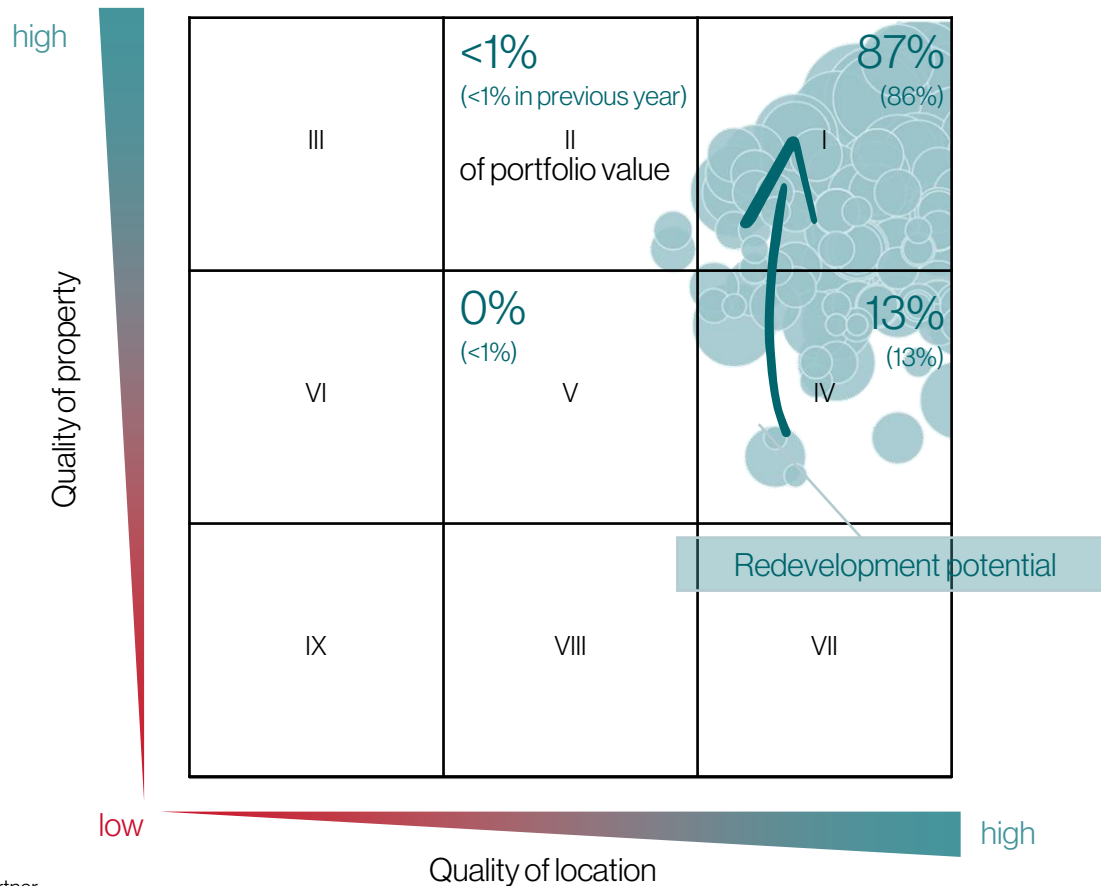 high
<1%
(<1% in previous year)
87%
(86%)
III
II
I
of portfolio value
0%
(<1%)
13%
(13%)
VI
V
IV
Quality of property
Redevelopment potential
IX
VIII
VII
low
high
Quality of location